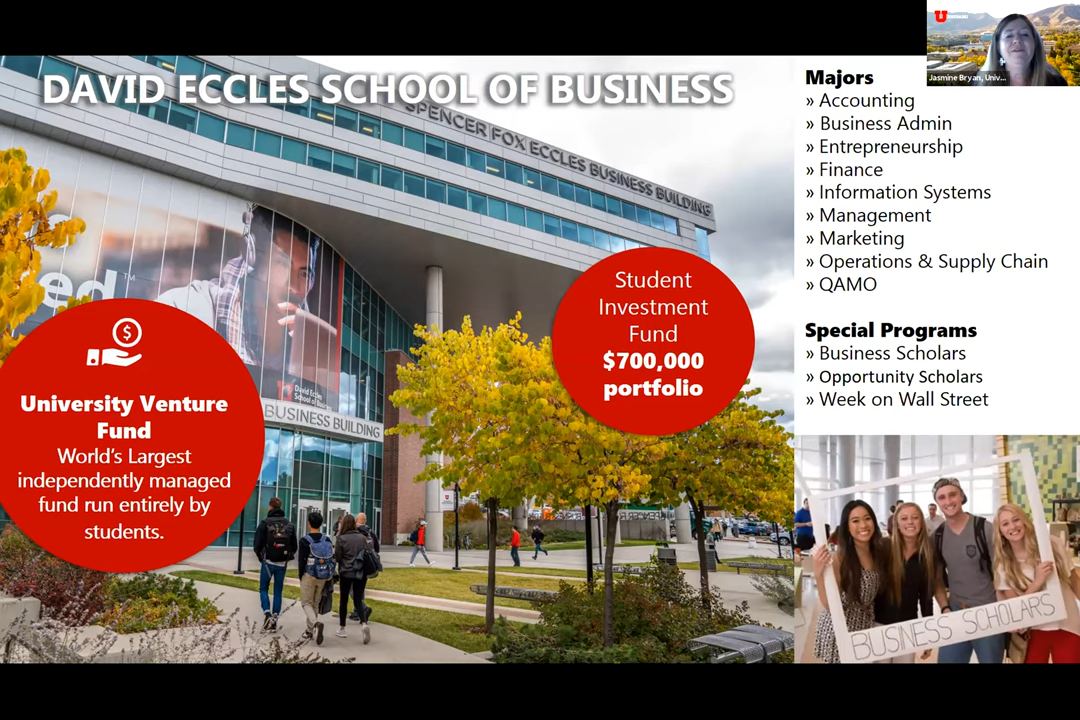 DAVID ECCLES SCHOOL OF BUSINESS
SPENCER FOX ECCLES BUSINESS BUILDING
ed™
David Eccles
BUSINESS BUILDING
University Venture
Fund
World's Largest
independently managed
fund run entirely by
students.
Student
Investment
Fund
$700,000
portfolio
Jasmine Bryan, Univ...
Majors
» Accounting
» Business Admin
» Entrepreneurship
» Finance
» Information Systems
» Management
» Marketing
» Operations & Supply Chain
» QAMO
Special Programs
» Business Scholars
» Opportunity Scholars
» Week on Wall Street
BUSINESS SCHOLARS